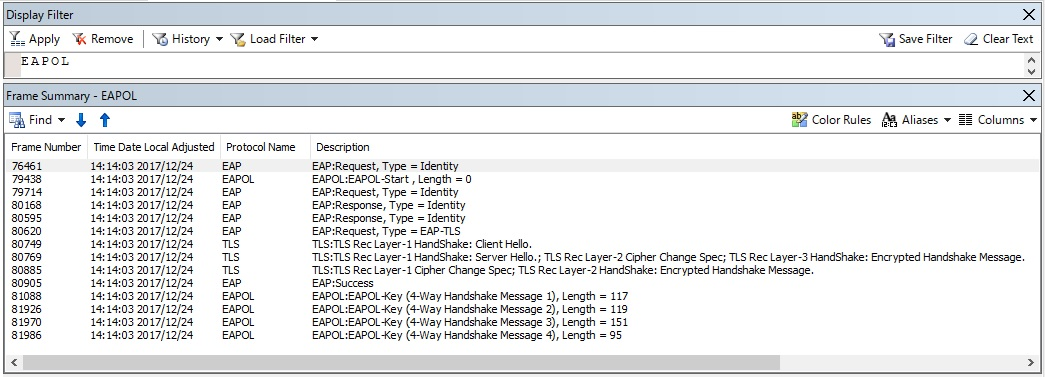 Display Filter
Apply Remove History Load Filter Save Filter Clear Text
EAPOL
Frame Summary - EAPOL
Find Color Rules Aliases Columns
Frame Number Time Date Local Adjusted Protocol Name Description
76461 14:14:03 2017/12/24 EAP EAP:Request, Type = Identity
79438 14:14:03 2017/12/24 EAPOL EAPOL:EAPOL-Start , Length = 0
79714 14:14:03 2017/12/24 EAP EAP:Request, Type = Identity
80168 14:14:03 2017/12/24 EAP EAP:Response, Type = Identity
80595 14:14:03 2017/12/24 EAP EAP:Response, Type = Identity
80620 14:14:03 2017/12/24 EAP EAP:Request, Type = EAP-TLS
80749 14:14:03 2017/12/24 TLS TLS:TLS Rec Layer-1 HandShake: Client Hello.
80769 14:14:03 2017/12/24 TLS TLS:TLS Rec Layer-1 HandShake: Server Hello.; TLS Rec Layer-2 Cipher Change Spec; TLS Rec Layer-3 HandShake: Encrypted Handshake Message.
80885 14:14:03 2017/12/24 TLS TLS:TLS Rec Layer-1 Cipher Change Spec; TLS Rec Layer-2 HandShake: Encrypted Handshake Message.
80905 14:14:03 2017/12/24 EAP EAP:Success
81088 14:14:03 2017/12/24 EAPOL EAPOL:EAPOL-Key (4-Way Handshake Message 1), Length = 117
81926 14:14:03 2017/12/24 EAPOL EAPOL:EAPOL-Key (4-Way Handshake Message 2), Length = 119
81970 14:14:03 2017/12/24 EAPOL EAPOL:EAPOL-Key (4-Way Handshake Message 3), Length = 151
81986 14:14:03 2017/12/24 EAPOL EAPOL:EAPOL-Key (4-Way Handshake Message 4), Length = 95